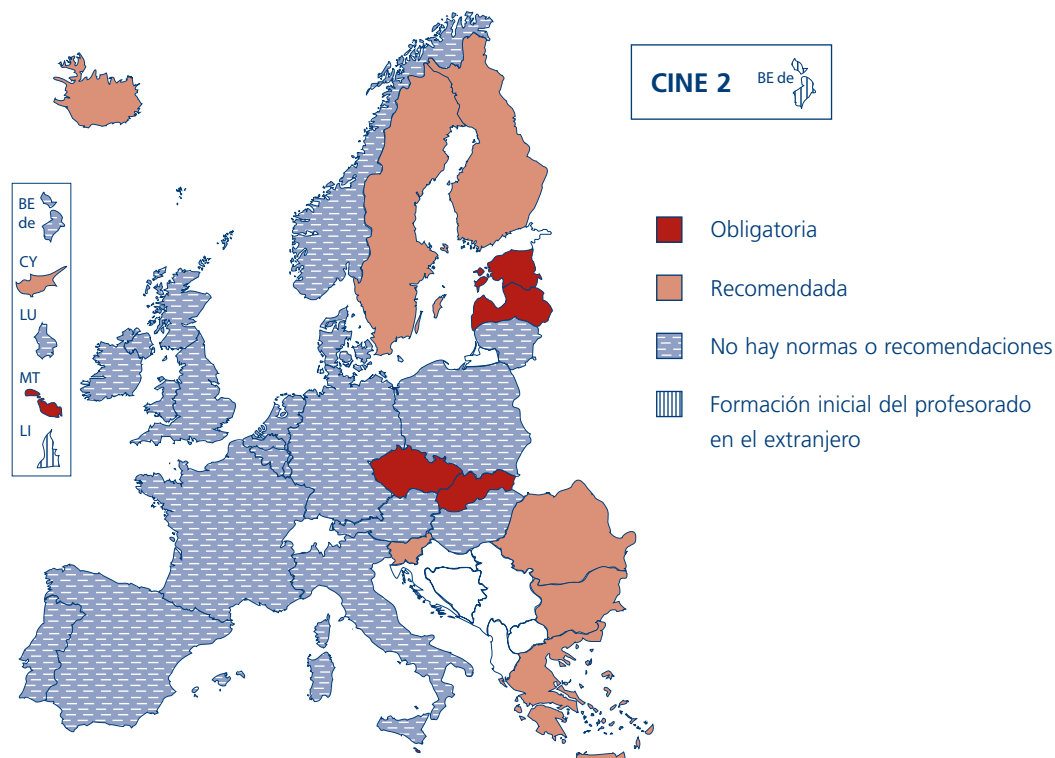 CINE 2 BE de
BE
de
CY
LU
MT
LI
Obligatoria
Recomendada
No hay normas o recomendaciones
Formación inicial del profesorado
en el extranjero